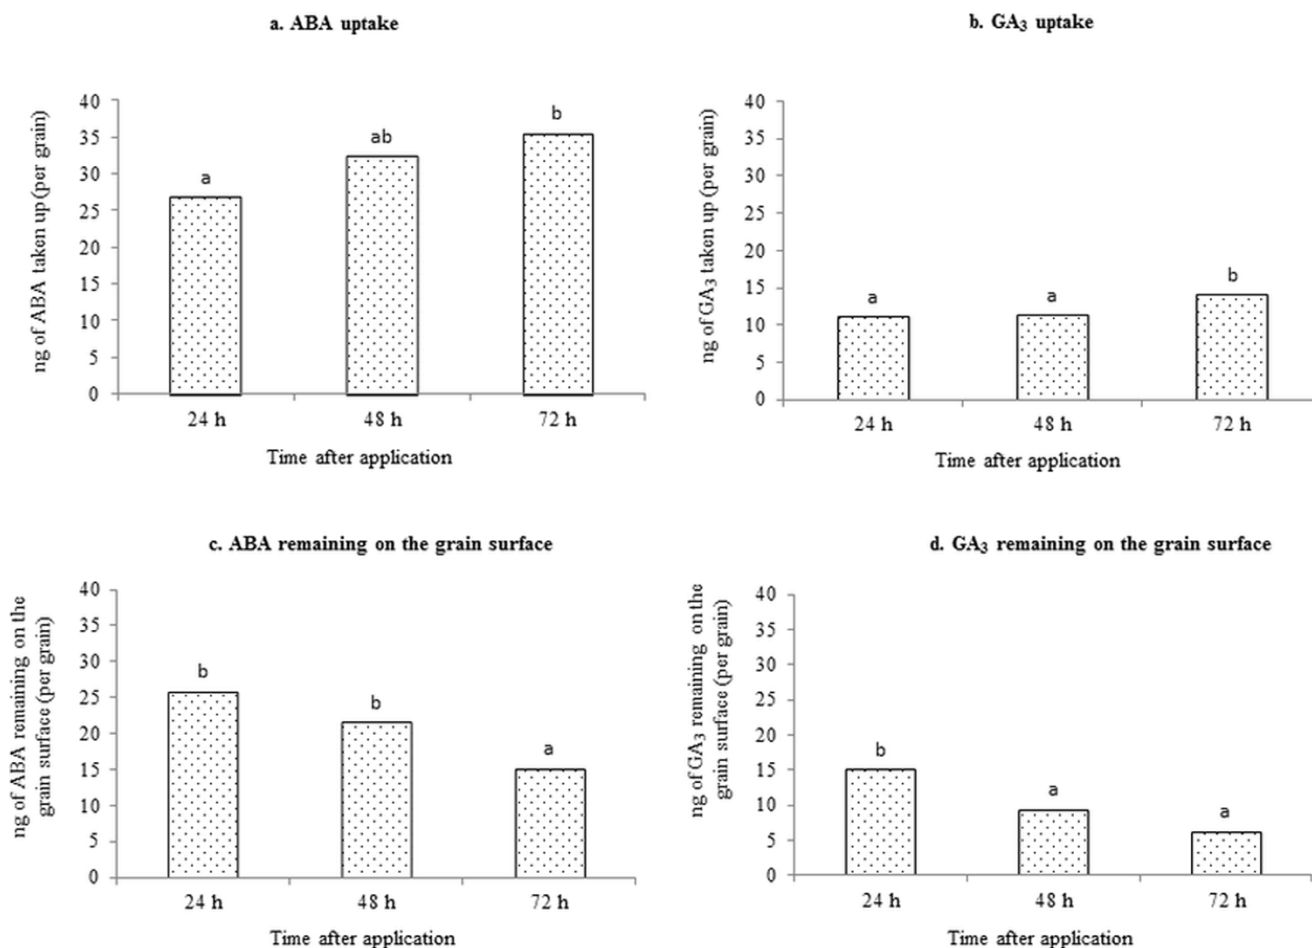 a. ABA uptake
ng of ABA taken up (per grain)
40
35
30
25
20
15
10
5
0
a
ab
b
24 h 48 h 72 h
Time after application
b. GA₃ uptake
ng of GA₃ taken up (per grain)
40
35
30
25
20
15
10
5
0
a
a
b
24 h 48 h 72 h
Time after application
c. ABA remaining on the grain surface
ng of ABA remaining on the
grain surface (per grain)
40
35
30
25
20
15
10
5
0
b
b
a
24 h 48 h 72 h
Time after application
d. GA₃ remaining on the grain surface
ng of GA₃ remaining on the
grain surface (per grain)
40
35
30
25
20
15
10
5
0
b
a
a
24 h 48 h 72 h
Time after application